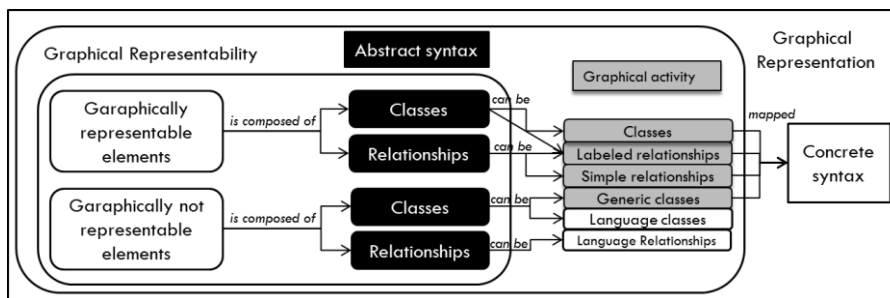 Graphical Representability
Abstract syntax
Graphical
Representation
Graphical activity
Garaphically
representable
elements
is composed of
Classes
Relationships
can be
can be
Classes
Labeled relationships
Simple relationships
Generic classes
Language classes
Language Relationships
mapped
Concrete
syntax
Garaphically not
representable
elements
is composed of
Classes
Relationships
can be
can be